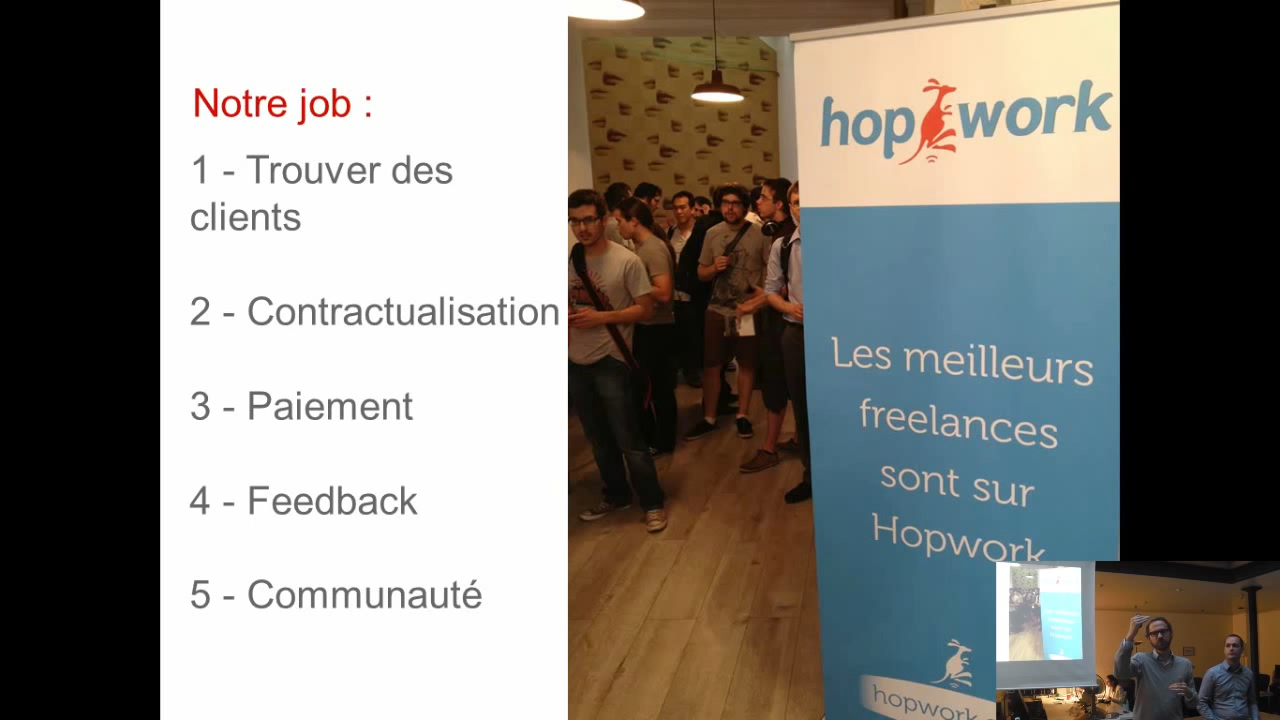 Notre job :
1 - Trouver des
clients
2 - Contractualisation
3 - Paiement
4 - Feedback
5 - Communauté
hopwork
Les meilleurs
freelances
sont sur
Hopwork
hopwork